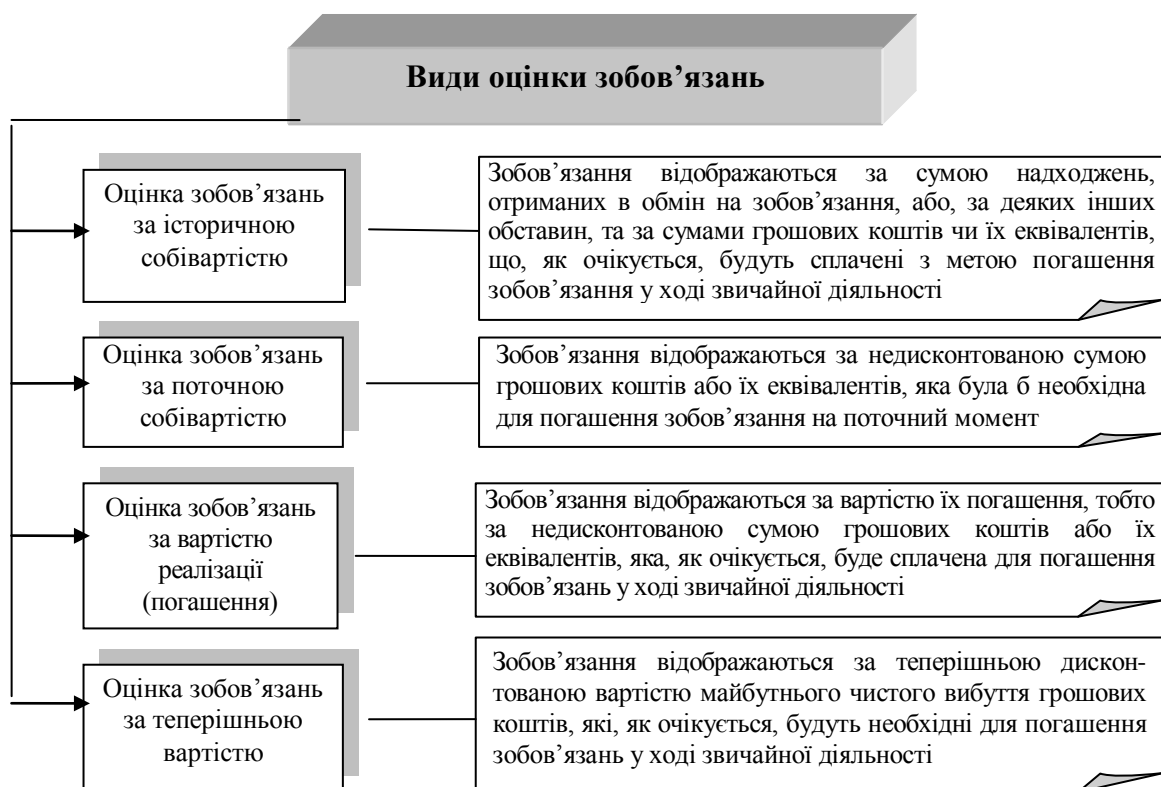 Види оцінки зобов’язань
Оцінка зобов’язань
за історичною
собівартістю
Зобов’язання відображаються за сумою надходжень,
отриманих в обмін на зобов’язання, або, за деяких інших
обставин, та за сумами грошових коштів чи їх еквівалентів,
що, як очікується, будуть сплачені з метою погашення
зобов’язання у ході звичайної діяльності
Оцінка зобов’язань
за поточною
собівартістю
Зобов’язання відображаються за недисконтованою сумою
грошових коштів або їх еквівалентів, яка була б необхідна
для погашення зобов’язання на поточний момент
Оцінка зобов’язань
за вартістю
реалізації
(погашення)
Зобов’язання відображаються за вартістю їх погашення, тобто
за недисконтованою сумою грошових коштів або їх
еквівалентів, яка, як очікується, буде сплачена для погашення
зобов’язань у ході звичайної діяльності
Оцінка зобов’язань
за теперішньою
вартістю
Зобов’язання відображаються за теперішньою дискон-
тованою вартістю майбутнього чистого вибуття грошових
коштів, які, як очікується, будуть необхідні для погашення
зобов’язань у ході звичайної діяльності